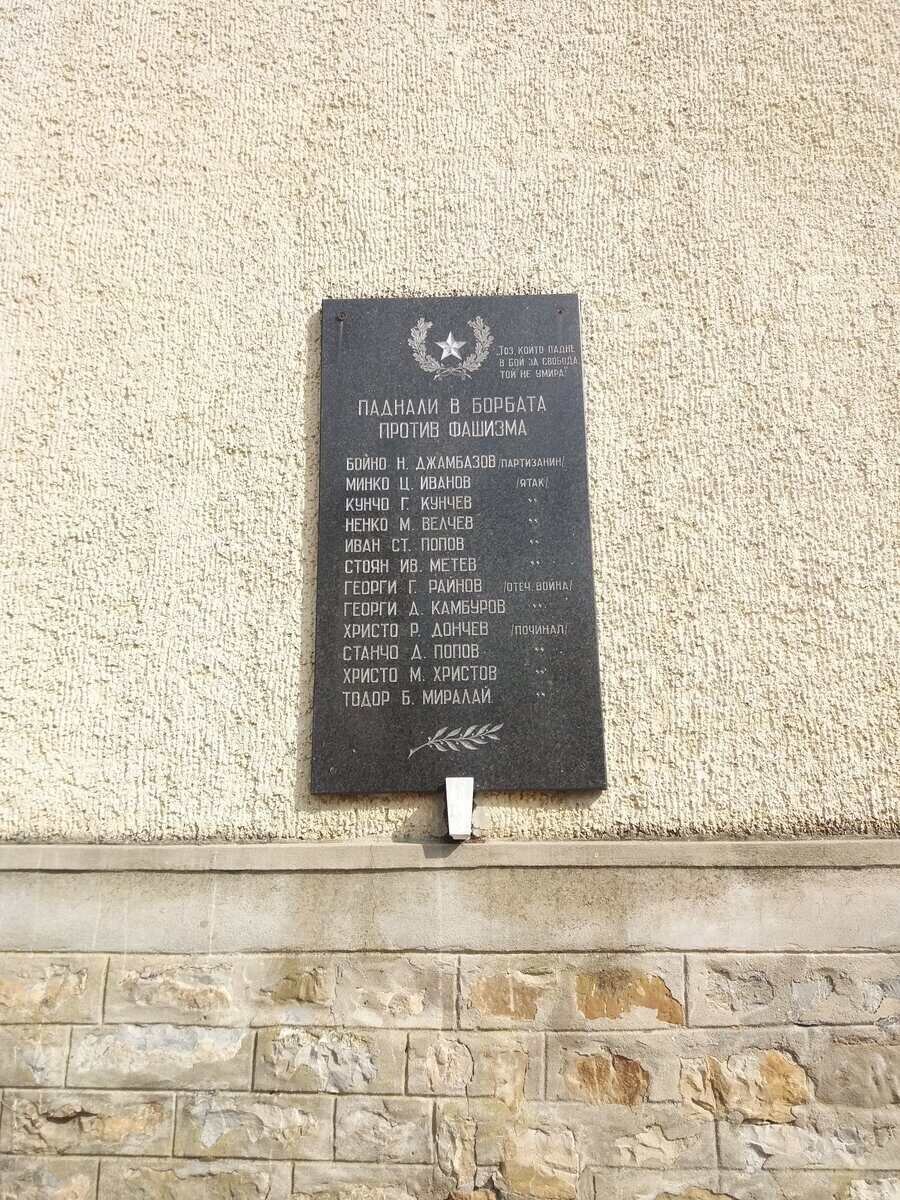 „Тоз, който падне
в бой за свобода
той не умира!"
ПАДНАЛИ В БОРБАТА
ПРОТИВ ФАШИЗМА
БОЙНО Н. ДЖАМБАЗОВ /ПАРТИЗАНИН/
МИНКО Ц. ИВАНОВ /ЯТАК/
КУНЧО Г. КУНЧЕВ "
НЕНКО М. ВЕЛЧЕВ "
ИВАН СТ. ПОПОВ "
СТОЯН ИВ. МЕТЕВ "
ГЕОРГИ Г. РАЙНОВ /ОТЕЧ. ВОЙНА/
ГЕОРГИ Д. КАМБУРОВ "
ХРИСТО Р. ДОНЧЕВ /ПОЧИНАЛ/
СТАНЧО Д. ПОПОВ "
ХРИСТО М. ХРИСТОВ "
ТОДОР Б. МИРАЛАЙ "